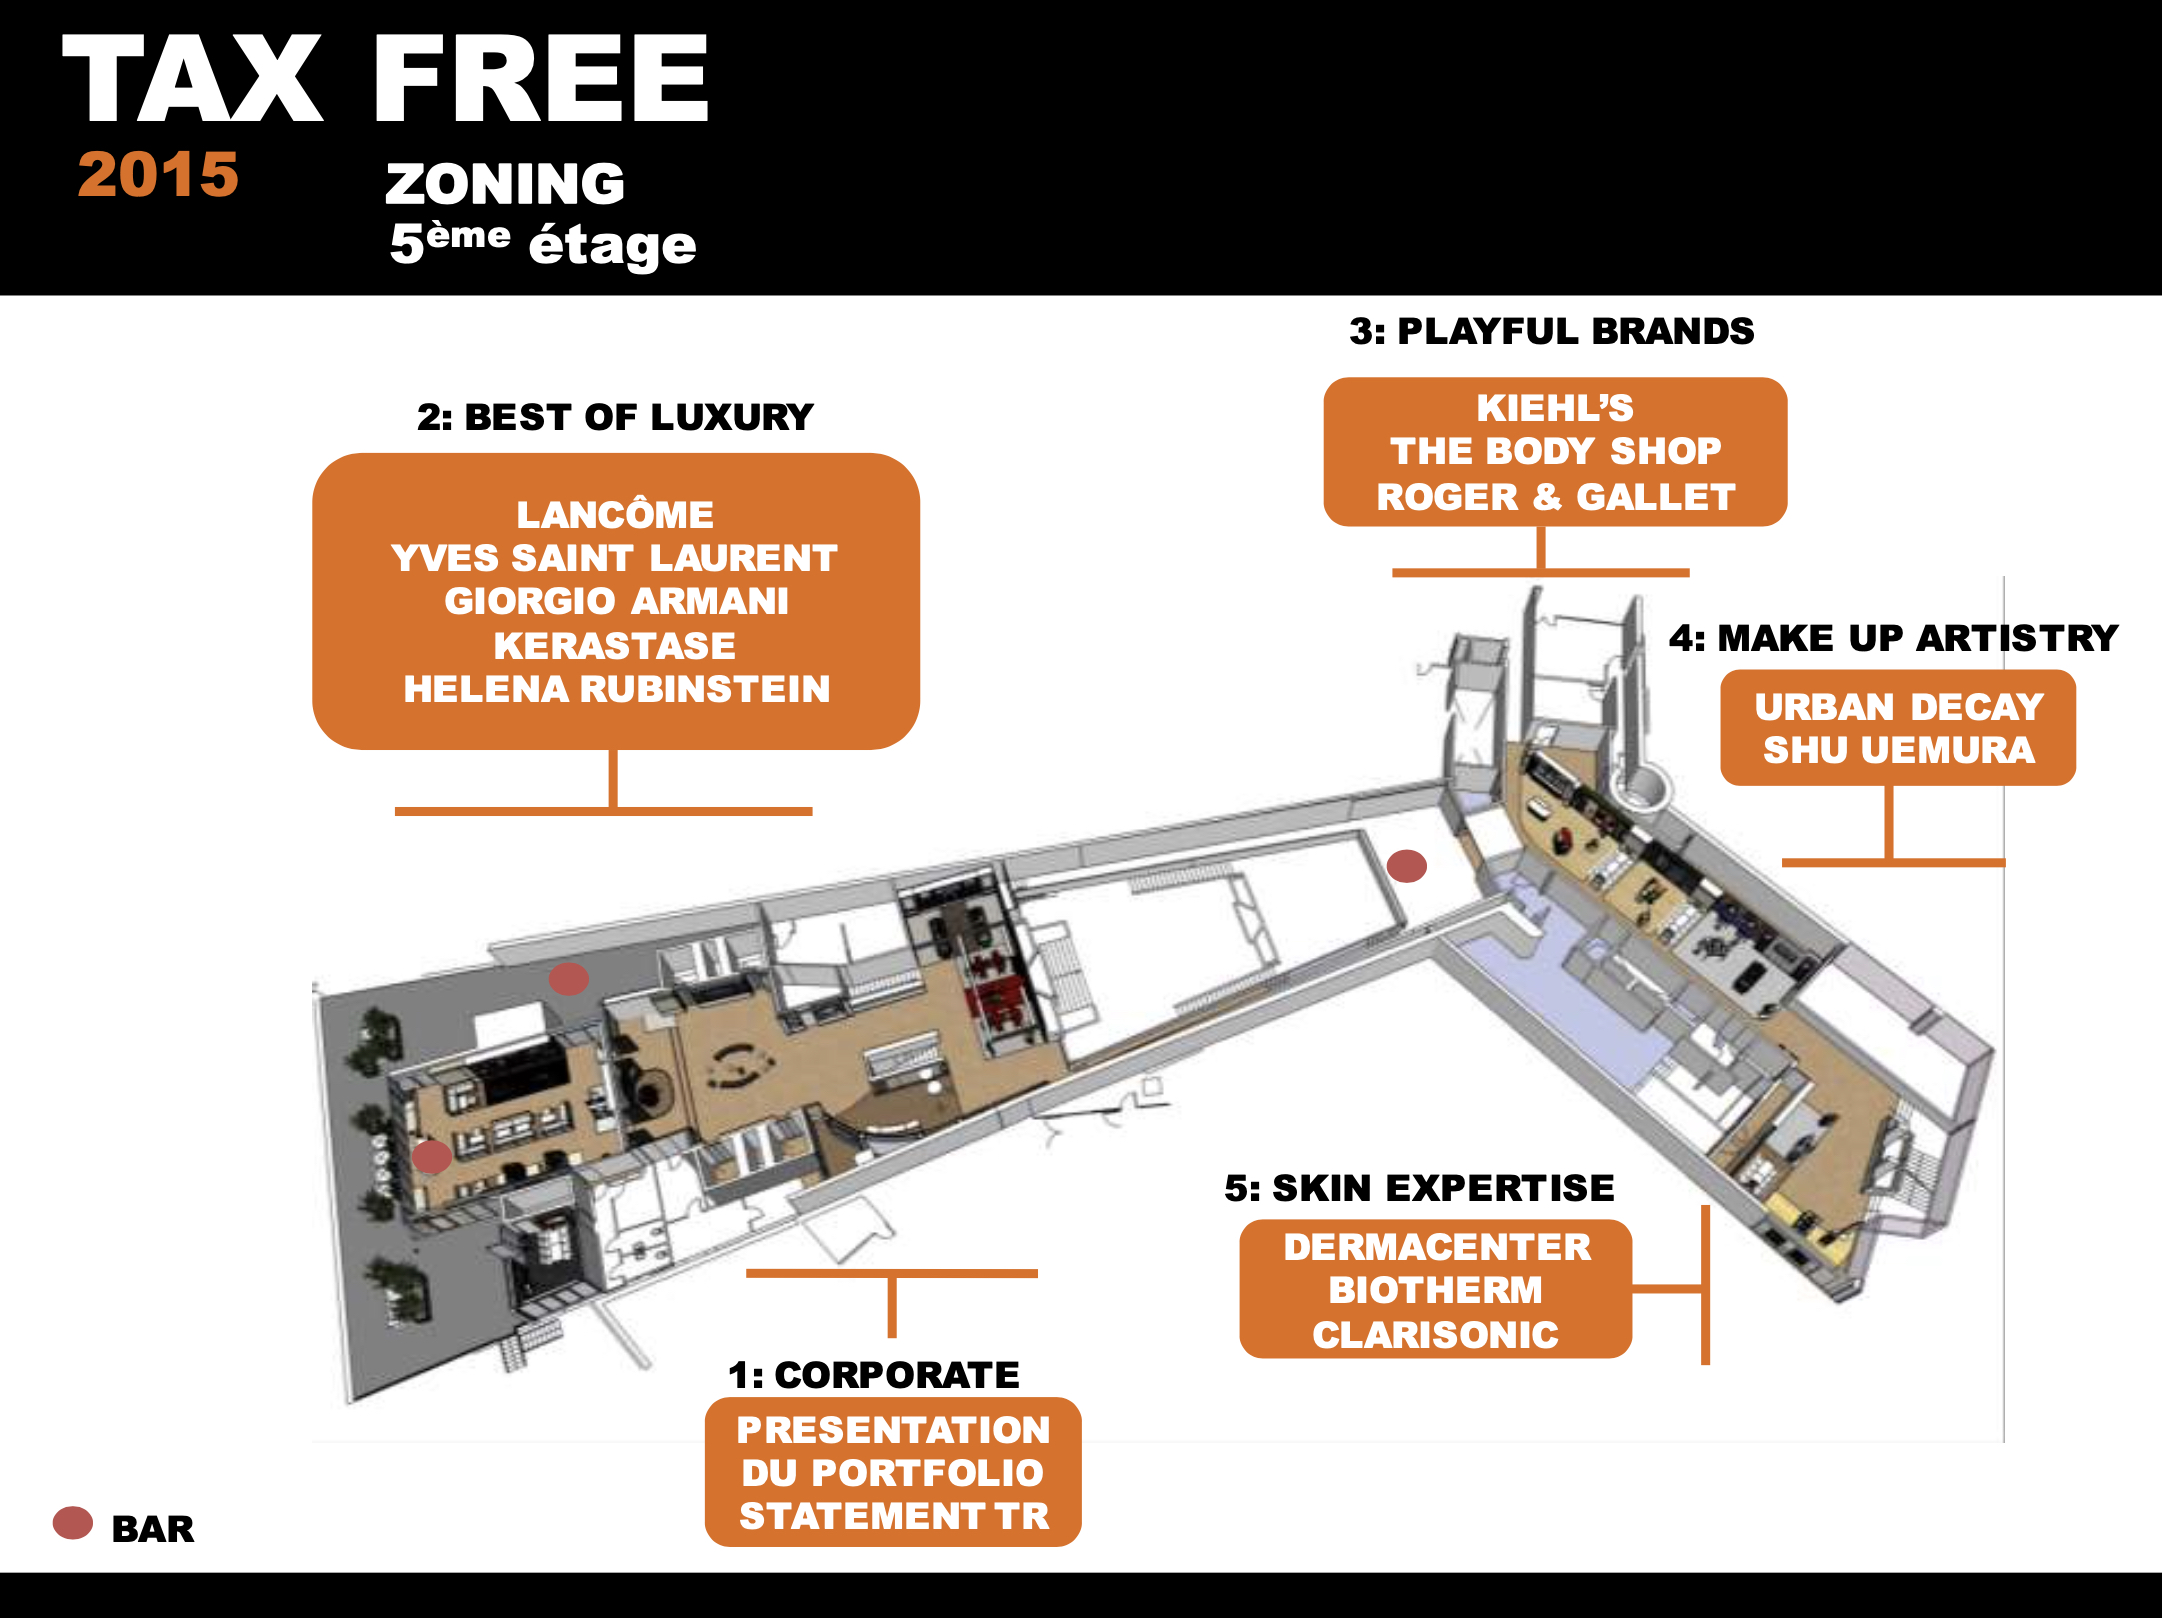 TAX FREE
2015
ZONING
5ème étage
3: PLAYFUL BRANDS
KIEHL’S
THE BODY SHOP
ROGER & GALLET
2: BEST OF LUXURY
LANCÔME
YVES SAINT LAURENT
GIORGIO ARMANI
KERASTASE
HELENA RUBINSTEIN
4: MAKE UP ARTISTRY
URBAN DECAY
SHU UEMURA
5: SKIN EXPERTISE
DERMACENTER
BIOTHERM
CLARISONIC
1: CORPORATE
PRESENTATION
DU PORTFOLIO
STATEMENT TR
BAR